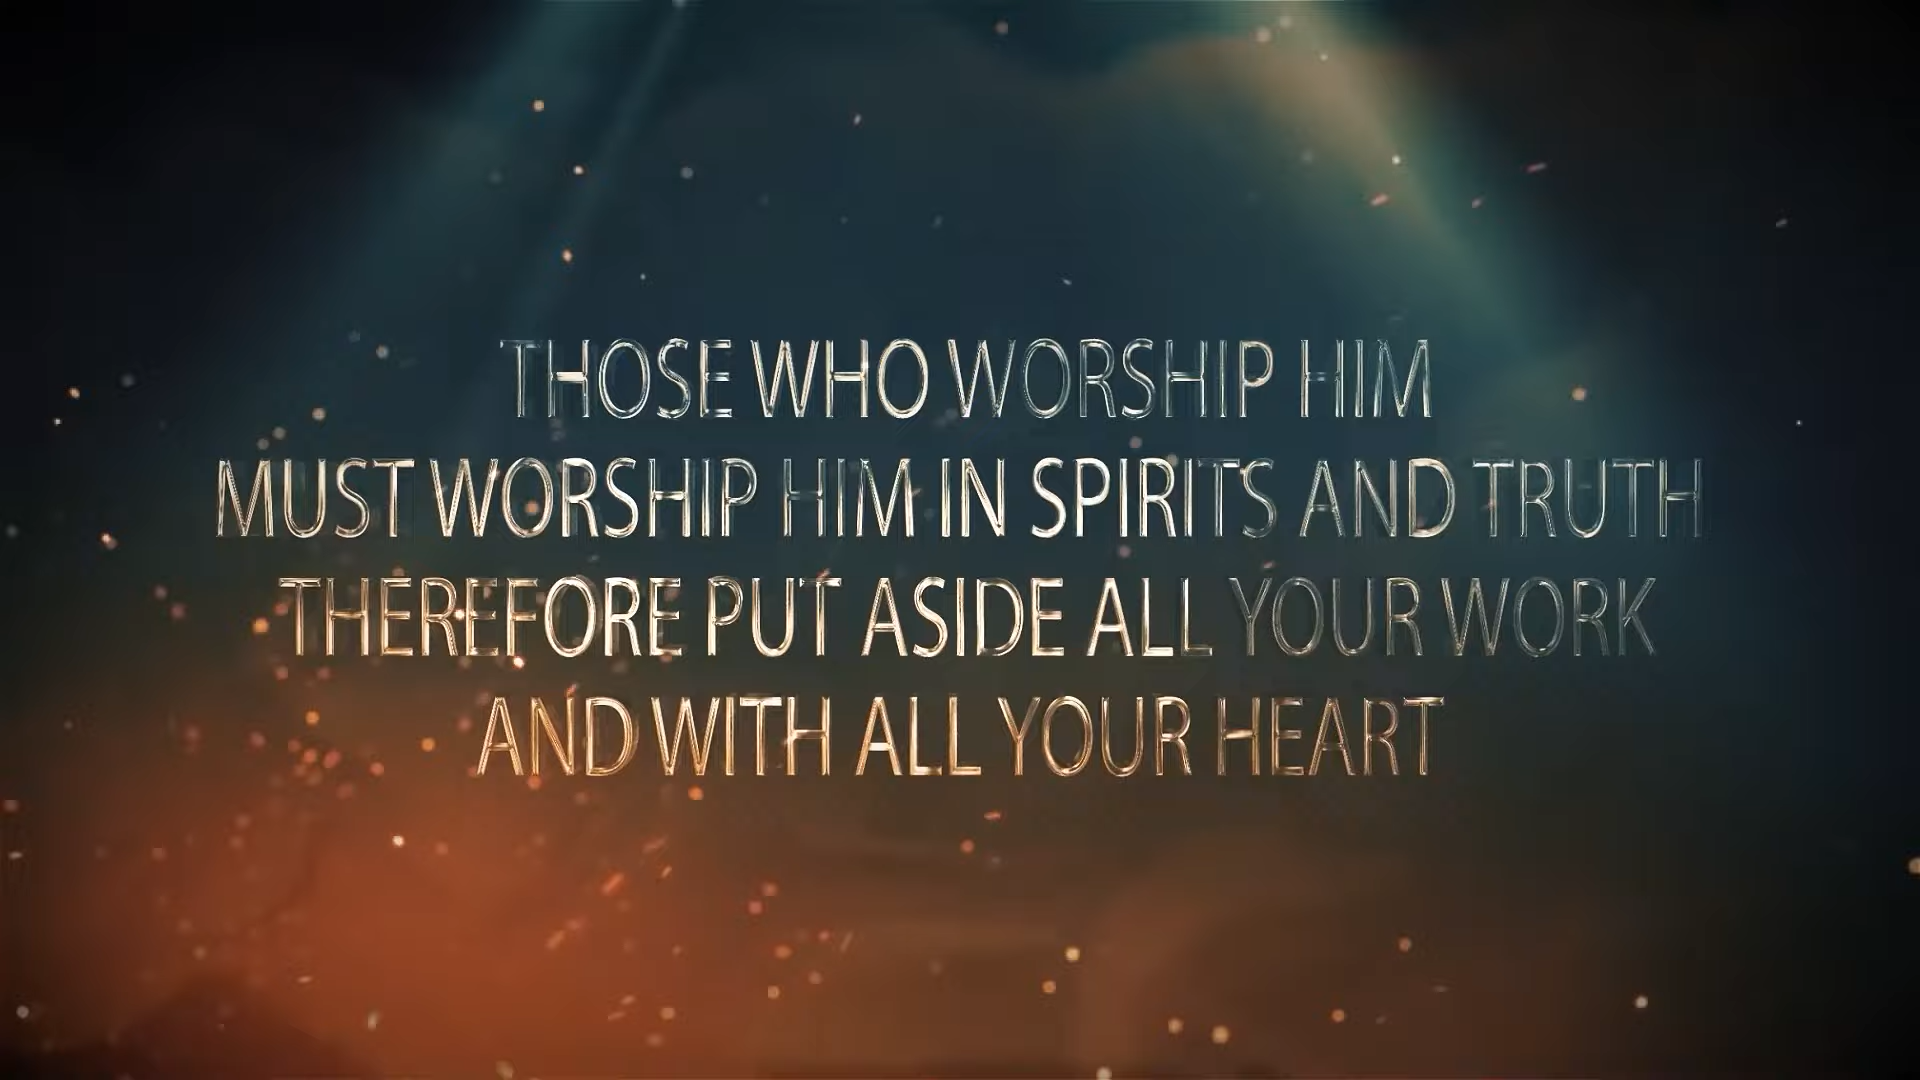 THOSE WHO WORSHIP HIM
MUST WORSHIP HIM IN SPIRITS AND TRUTH
THEREFORE PUT ASIDE ALL YOUR WORK
AND WITH ALL YOUR HEART